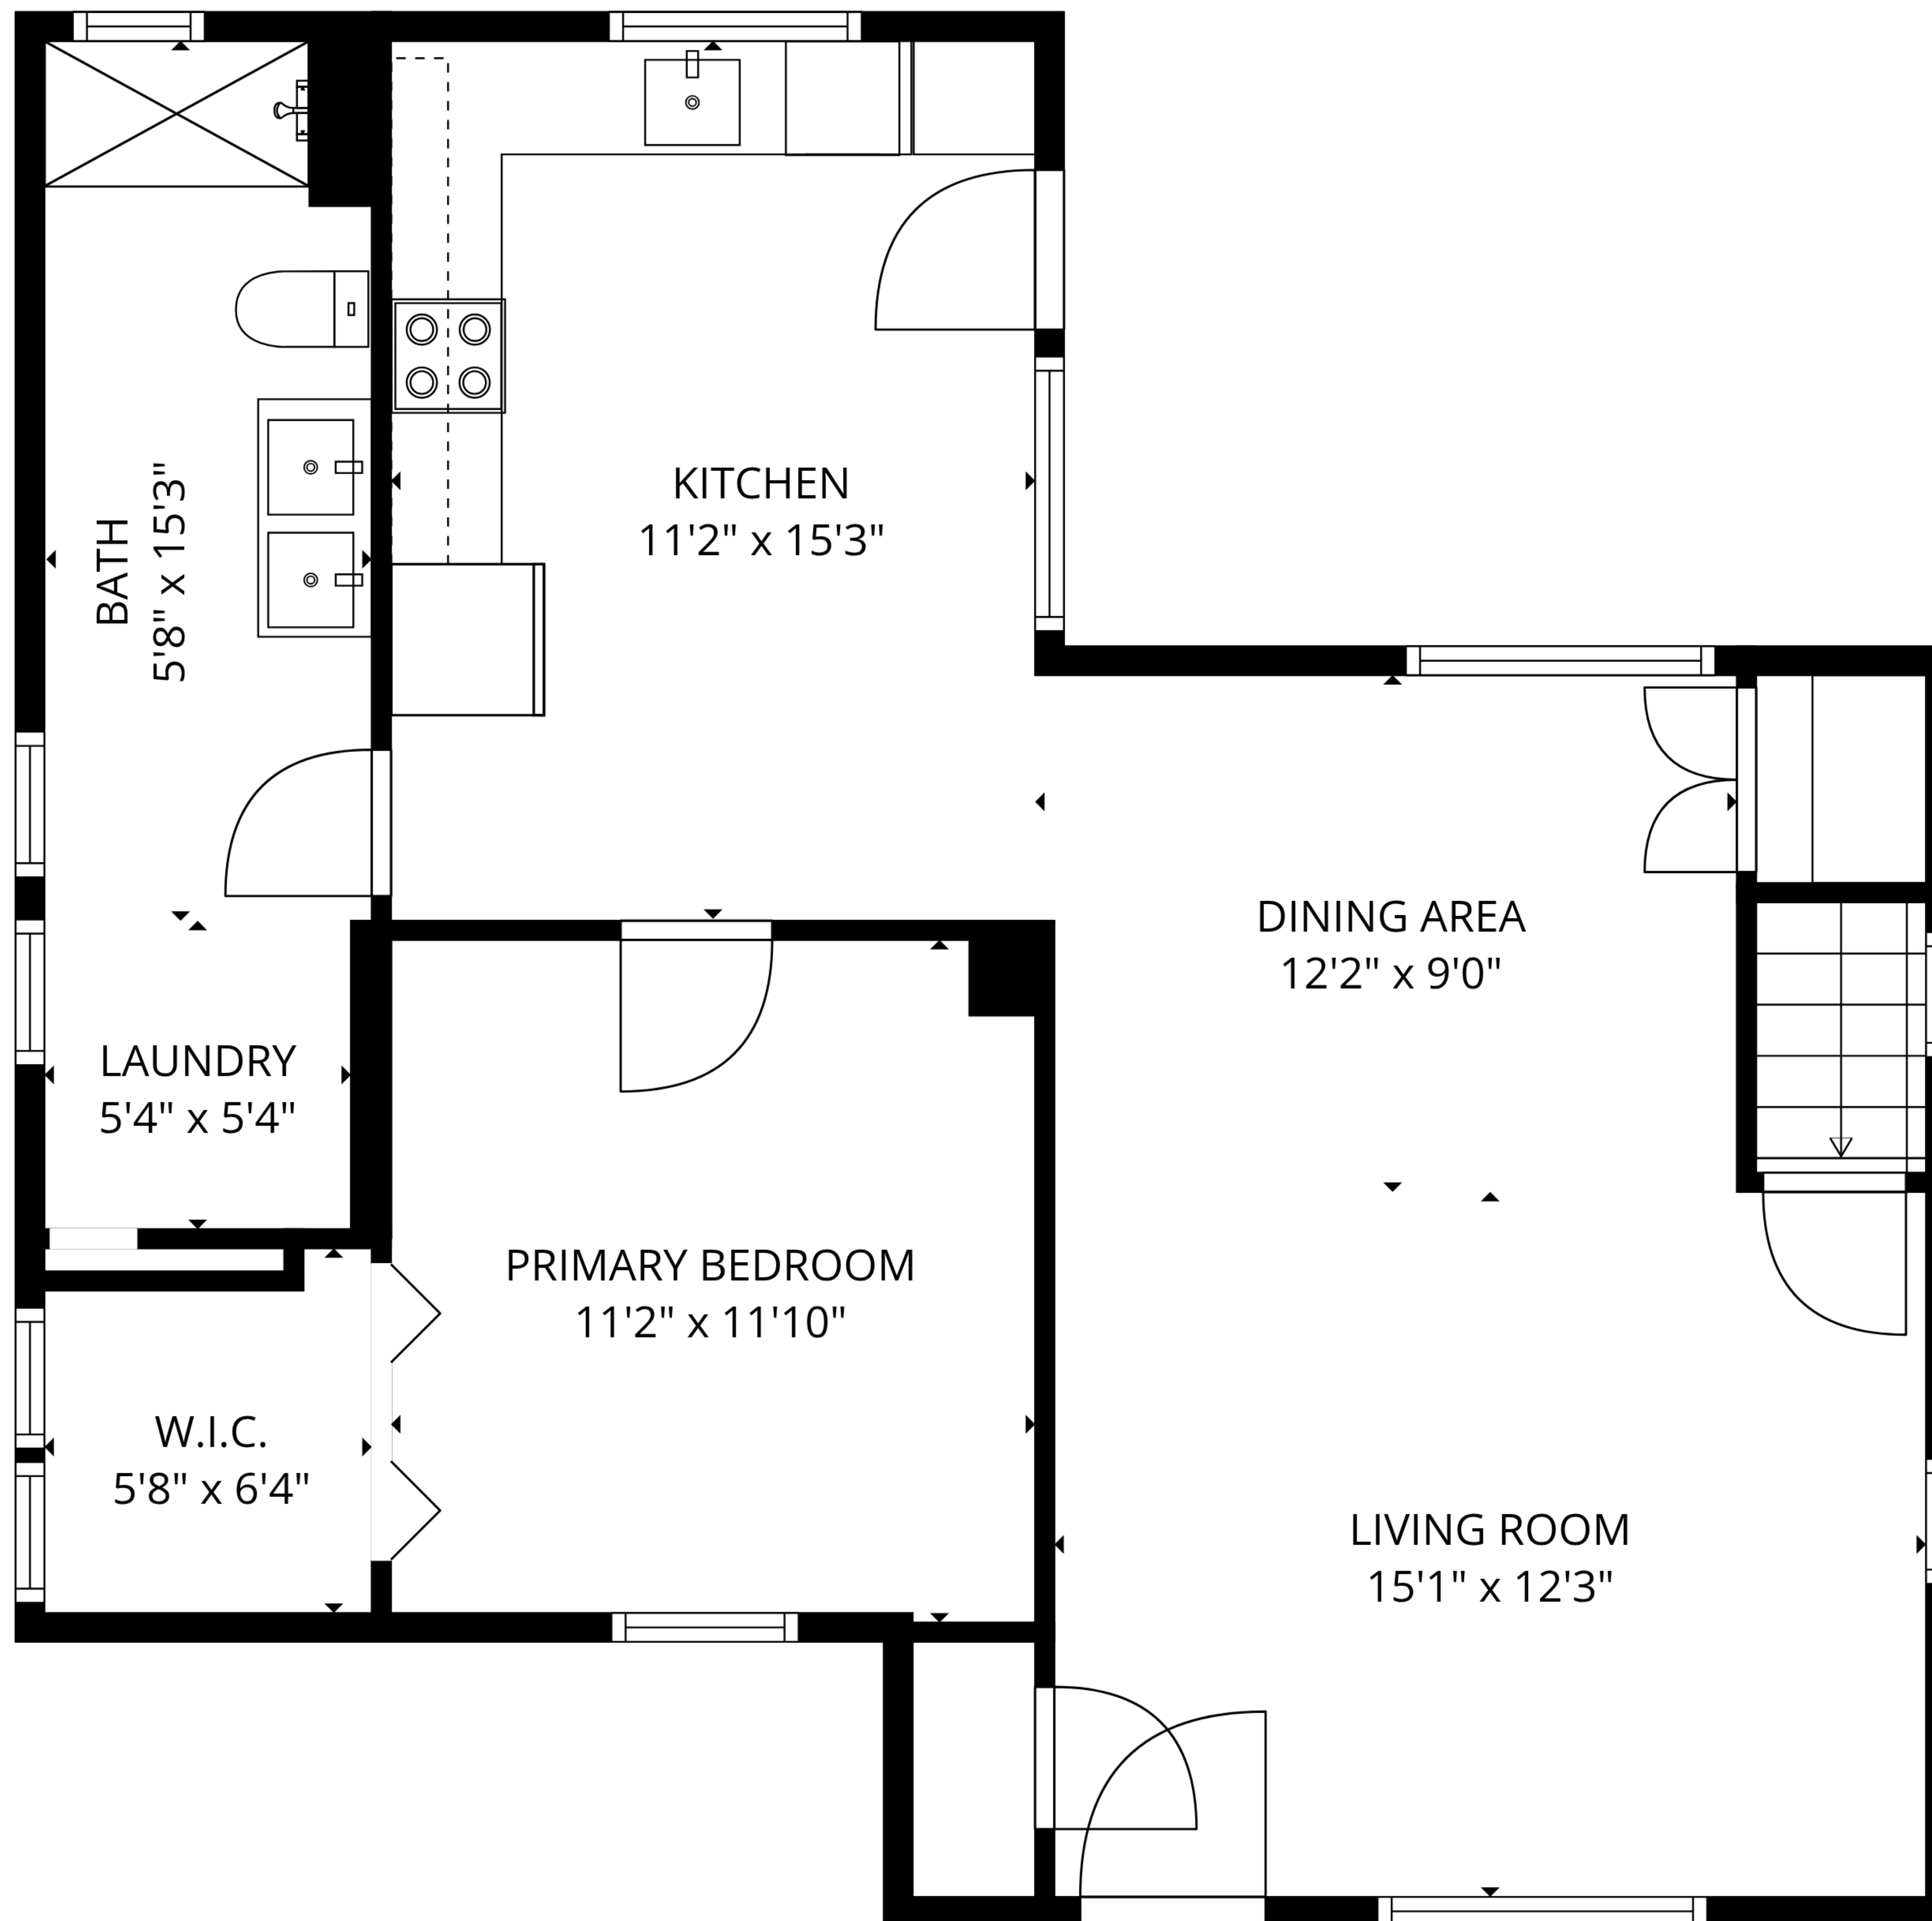 KITCHEN
11'2" x 15'3"
BATH
5'8" x 15'3"
DINING AREA
12'2" x 9'0"
LAUNDRY
5'4" x 5'4"
PRIMARY BEDROOM
11'2" x 11'10"
W.I.C.
5'8" x 6'4"
LIVING ROOM
15'1" x 12'3"